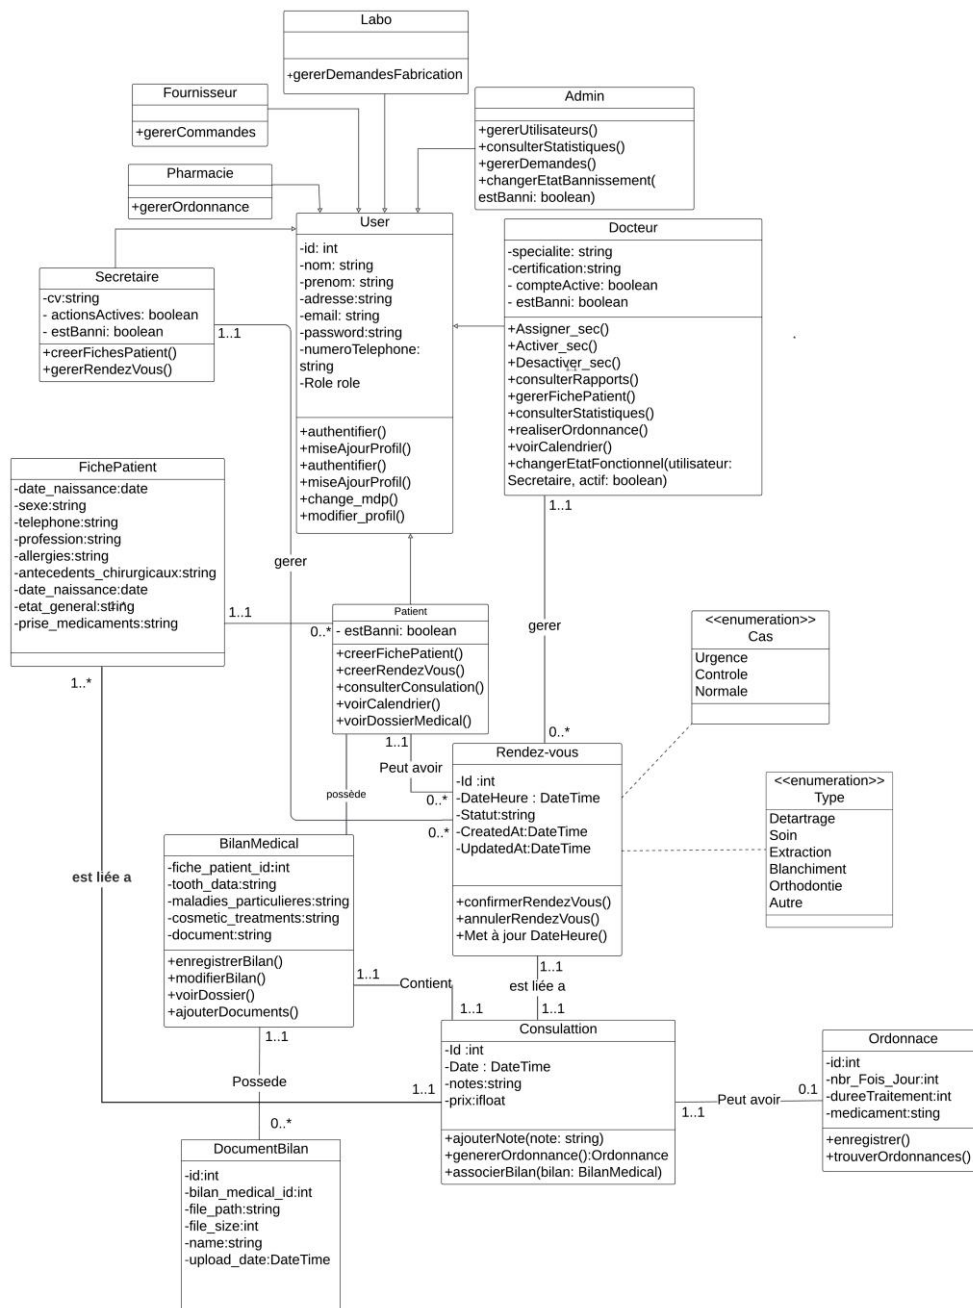 Labo
+gererDemandesFabrication
Fournisseur
+gererCommandes
Admin
+gererUtilisateurs()
+consulterStatistiques()
+gererDemandes()
+changerEtatBannissement(
estBanni: boolean)
Pharmacie
+gererOrdonnance
User
-id: int
-nom: string
-prenom: string
-adresse:string
-email: string
-password:string
-numeroTelephone:
string
-Role role
+authentifier()
+miseAjourProfil()
+authentifier()
+miseAjourProfil()
+change_mdp()
+modifier_profil()
Docteur
-specialite: string
-certification:string
- compteActive: boolean
- estBanni: boolean
+Assigner_sec()
+Activer_sec()
+Desactiver_sec()
+consulterRapports()
+gererFichePatient()
+consulterStatistiques()
+realiserOrdonnance()
+voirCalendrier()
+changerEtatFonctionnel(utilisateur:
Secretaire, actif: boolean)
Secretaire
-cv:string
- actionsActives: boolean
- estBanni: boolean
+creerFichesPatient()
+gererRendezVous()
1..1
1..1
FichePatient
-date_naissance:date
-sexe:string
-telephone:string
-profession:string
-allergies:string
-antecedents_chirurgicaux:string
-date_naissance:date
-etat_general:string
-prise_medicaments:string
gerer
1..1
0..*
Patient
- estBanni: boolean
+creerFichePatient()
+creerRendezVous()
+consulterConsulation()
+voirCalendrier()
+voirDossierMedical()
gerer
<<enumeration>>
Cas
Urgence
Controle
Normale
1..*
1..1
Peut avoir
0..*
0..*
possède
0..*
Rendez-vous
-Id :int
-DateHeure : DateTime
-Statut:string
-CreatedAt:DateTime
-UpdatedAt:DateTime
+confirmerRendezVous()
+annulerRendezVous()
+Met à jour DateHeure()
<<enumeration>>
Type
Detartrage
Soin
Extraction
Blanchiment
Orthodontie
Autre
est liée a
BilanMedical
-fiche_patient_id:int
-tooth_data:string
-maladies_particulieres:string
-cosmetic_treatments:string
-document:string
+enregistrerBilan()
+modifierBilan()
+voirDossier()
+ajouterDocuments()
1..1
Contient
1..1
1..1
est liée a
1..1
Consulattion
-Id :int
-Date : DateTime
-notes:string
-prix:ifloat
+ajouterNote(note: string)
+genererOrdonnance():Ordonnance
+associerBilan(bilan: BilanMedical)
1..1
1..1
Peut avoir
0.1
Ordonnace
-id:int
-nbr_Fois_Jour:int
-dureeTraitement:int
-medicament:sting
+enregistrer()
+trouverOrdonnances()
1..1
Possede
0..*
DocumentBilan
-id:int
-bilan_medical_id:int
-file_path:string
-file_size:int
-name:string
-upload_date:DateTime